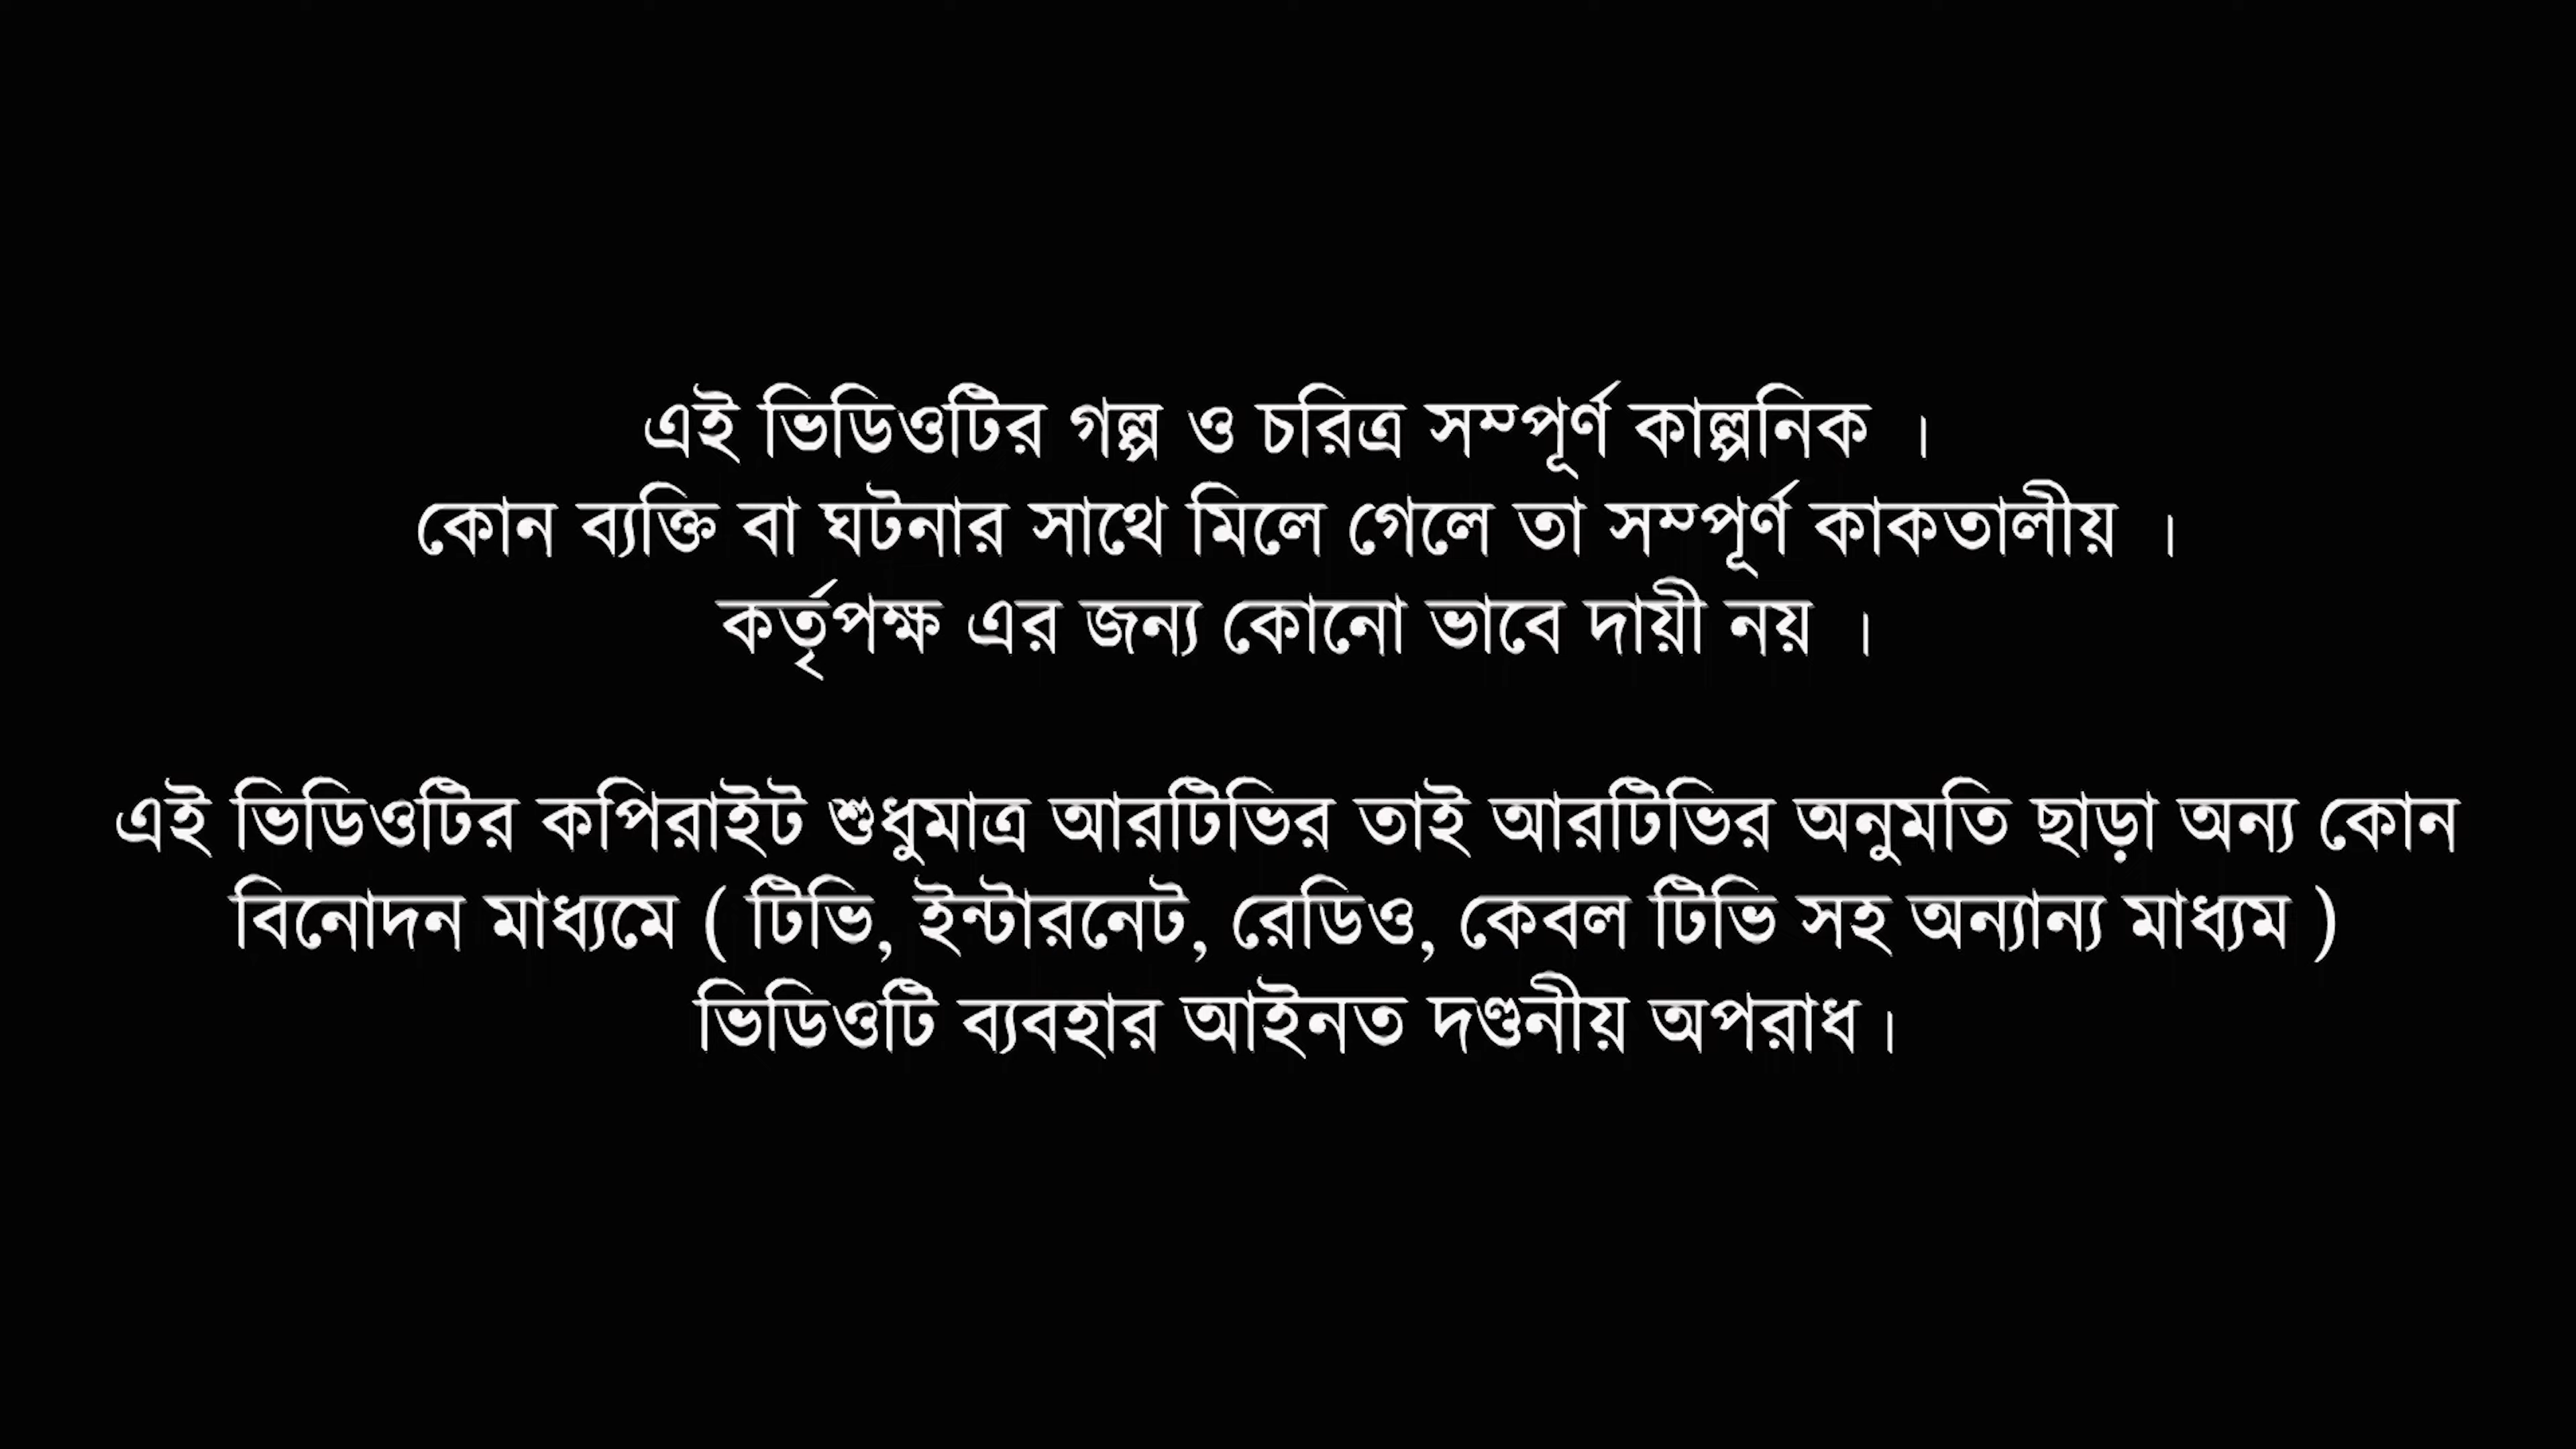 এই ভিডিওটির গল্প ও চরিত্র সম্পূর্ণ কাল্পনিক ।
কোন ব্যক্তি বা ঘটনার সাথে মিলে গেলে তা সম্পূর্ণ কাকতালীয় ।
কর্তৃপক্ষ এর জন্য কোনো ভাবে দায়ী নয় ।
এই ভিডিওটির কপিরাইট শুধুমাত্র আরটিভির তাই আরটিভির অনুমতি ছাড়া অন্য কোন
বিনোদন মাধ্যমে ( টিভি, ইন্টারনেট, রেডিও, কেবল টিভি সহ অন্যান্য মাধ্যম )
ভিডিওটি ব্যবহার আইনত দণ্ডনীয় অপরাধ।